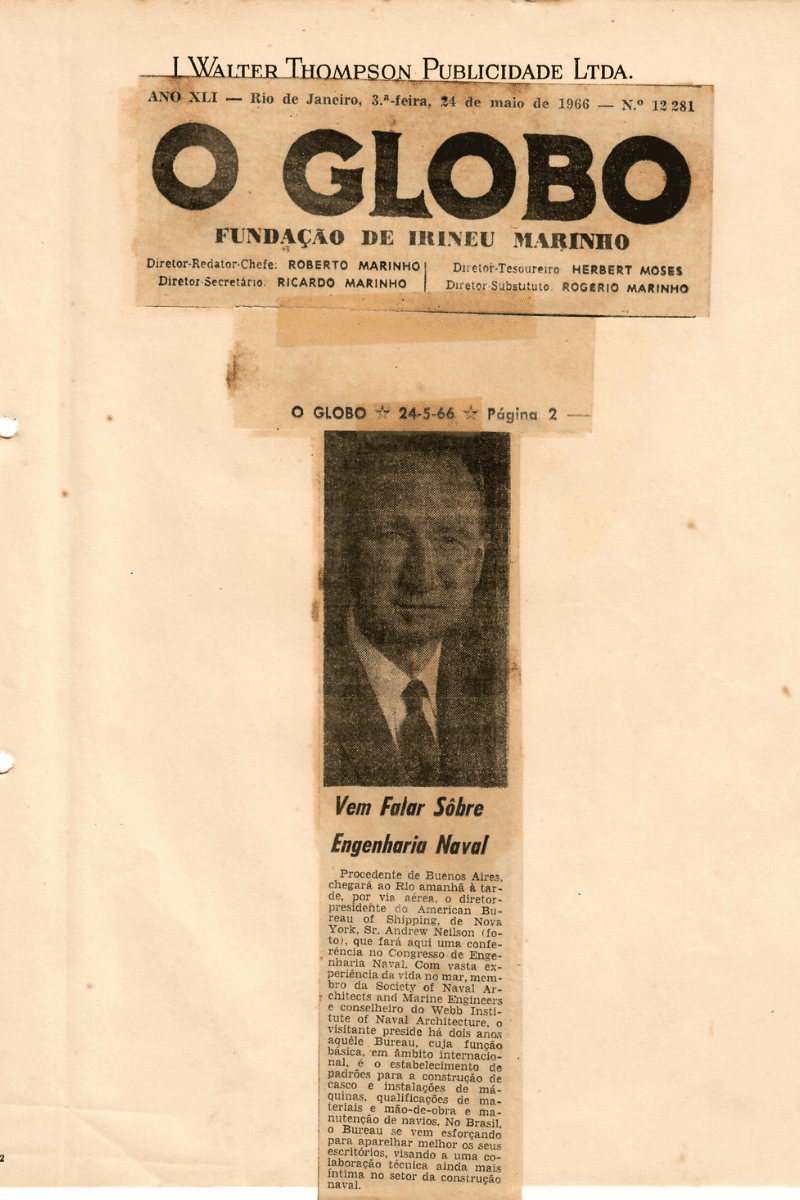 J WALTER THOMPSON PUBLICIDADE LTDA.
ANO XLI — Rio de Janeiro, 3.ª-feira, 24 de maio de 1966 — N.º 12 281
O GLOBO
FUNDAÇÃO DE IRINEU MARINHO
Diretor-Redator-Chefe: ROBERTO MARINHO
Diretor-Secretário: RICARDO MARINHO
Diretor-Tesoureiro HERBERT MOSES
Diretor-Substituto: ROGÉRIO MARINHO
O GLOBO ☆ 24-5-66 ☆ Página 2 —
Vem Falar Sôbre
Engenharia Naval
Procedente de Buenos Aires,
chegará ao Rio amanhã à tar-
de, por via aérea, o diretor-
presidente do American Bu-
reau of Shipping, de Nova
York, Sr. Andrew Neilson (fo-
to), que fará aqui uma confe-
rência no Congresso de Enge-
nharia Naval. Com vasta ex-
periência da vida no mar, mem-
bro da Society of Naval Ar-
chitects and Marine Engineers
e conselheiro do Webb Insti-
tute of Naval Architecture, o
visitante preside há dois anos
aquêle Bureau, cuja função
básica, em âmbito internacio-
nal, é o estabelecimento de
padrões para a construção de
casco e instalações de má-
quinas, qualificações de ma-
teriais e mão-de-obra e ma-
nutenção de navios. No Brasil,
o Bureau se vem esforçando
para aparelhar melhor os seus
escritórios, visando a uma co-
laboração técnica ainda mais
íntima no setor da construção
naval.
2